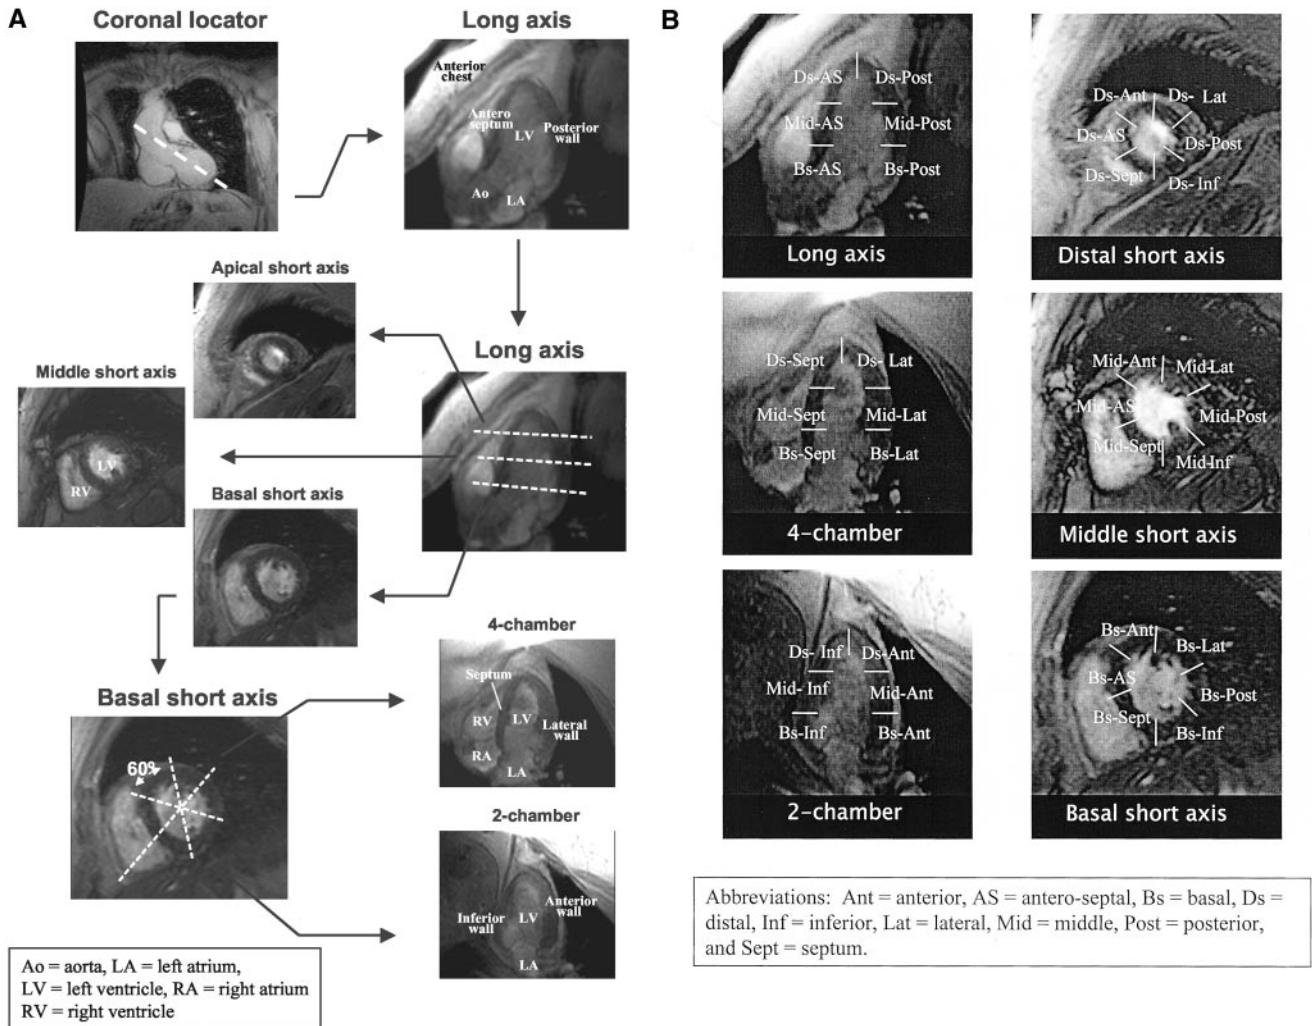 A
Coronal locator
Long axis
Anterior
chest
Antero
septum
LV
Posterior
wall
Ao
LA
Apical short axis
Long axis
Middle short axis
LV
RV
Basal short axis
4-chamber
Septum
RV
LV
Lateral
wall
RA
LA
Basal short axis
60%
2-chamber
Anterior
wall
Inferior
wall
LV
LA
Ao = aorta, LA = left atrium,
LV = left ventricle, RA = right atrium
RV = right ventricle
B
Ds-AS Ds-Post
Mid-AS Mid-Post
Bs-AS Bs-Post
Long axis
Ds-Ant Ds- Lat
Ds-AS Ds-Post
Ds-Sept Ds- Inf
Distal short axis
Ds-Sept Ds- Lat
Mid-Sept Mid-Lat
Bs-Sept Bs-Lat
4-chamber
Mid-Ant Mid-Lat
Mid-AS Mid-Post
Mid-Sept Mid-Inf
Middle short axis
Ds- Inf Ds-Ant
Mid- Inf Mid-Ant
Bs-Inf Bs-Ant
2-chamber
Bs-Ant Bs-Lat
Bs-AS Bs-Post
Bs-Sept Bs-Inf
Basal short axis
Abbreviations: Ant = anterior, AS = antero-septal, Bs = basal, Ds =
distal, Inf = inferior, Lat = lateral, Mid = middle, Post = posterior,
and Sept = septum.